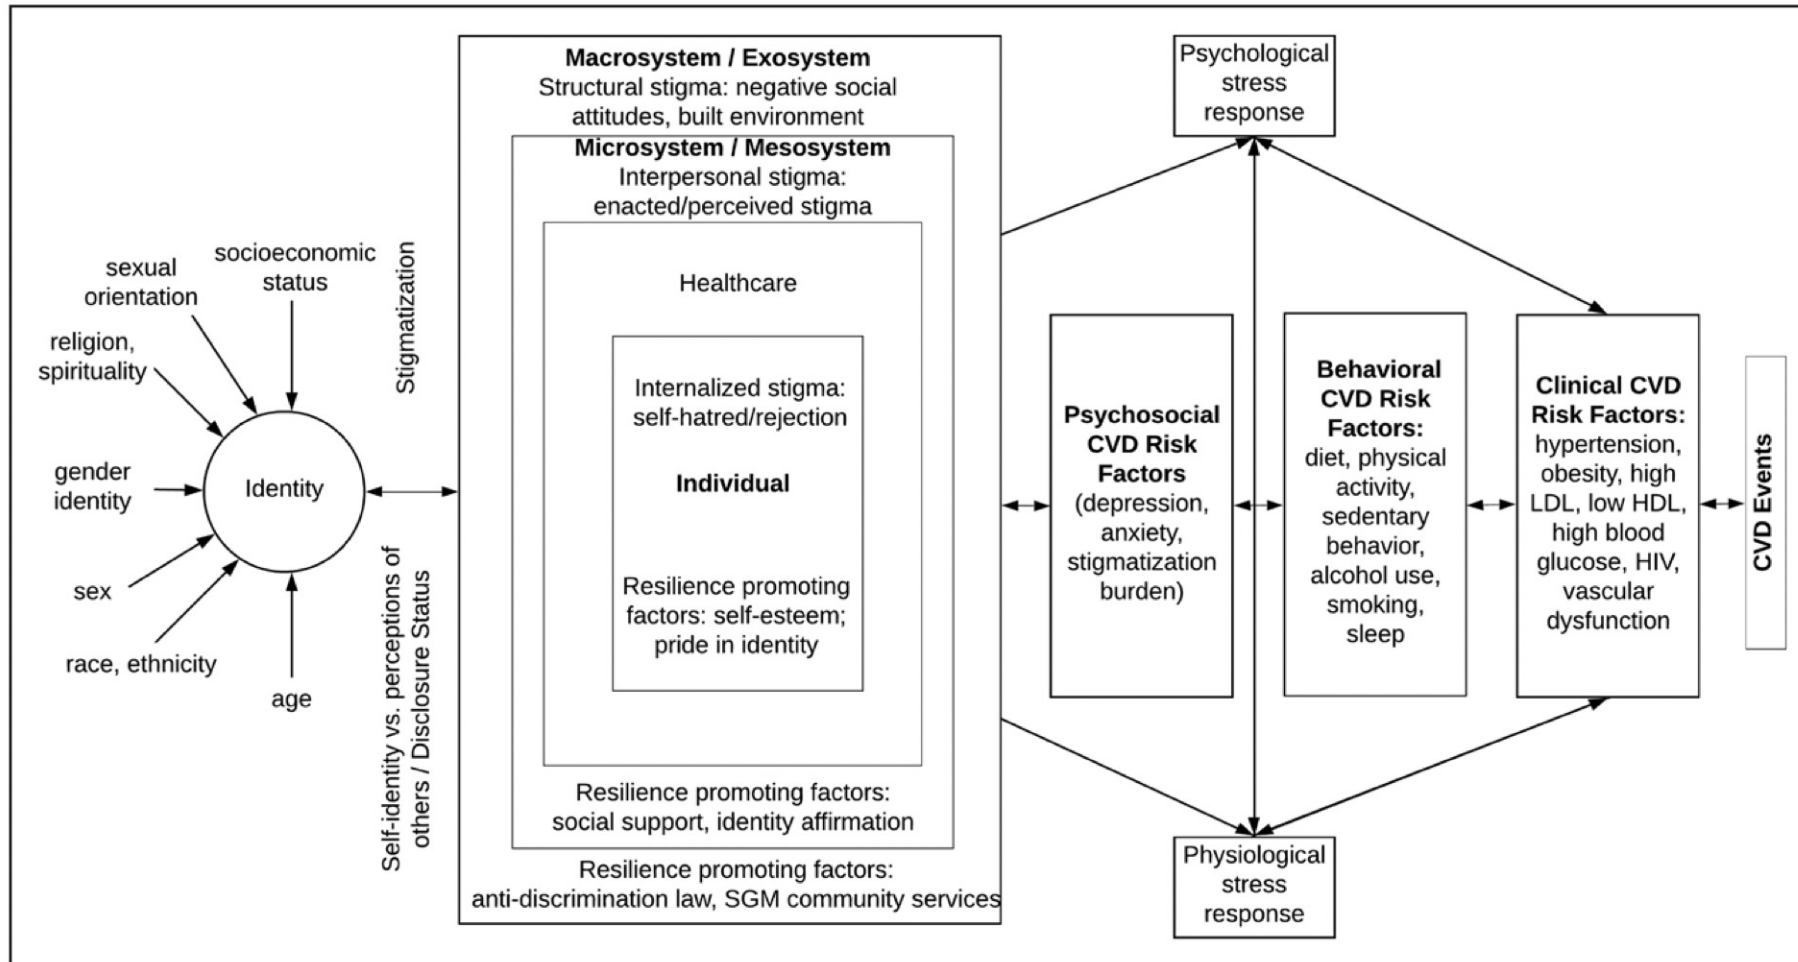 socioeconomic
status
sexual
orientation
religion,
spirituality
gender
identity
sex
race, ethnicity
age
Identity
Stigmatization
Self-identity vs. perceptions of
others / Disclosure Status
Macrosystem / Exosystem
Structural stigma: negative social
attitudes, built environment
Microsystem / Mesosystem
Interpersonal stigma:
enacted/perceived stigma
Healthcare
Internalized stigma:
self-hatred/rejection
Individual
Resilience promoting
factors: self-esteem;
pride in identity
Resilience promoting factors:
social support, identity affirmation
Resilience promoting factors:
anti-discrimination law, SGM community services
Psychological
stress
response
Psychosocial
CVD Risk
Factors
(depression,
anxiety,
stigmatization
burden)
Behavioral
CVD Risk
Factors:
diet, physical
activity,
sedentary
behavior,
alcohol use,
smoking,
sleep
Clinical CVD
Risk Factors:
hypertension,
obesity, high
LDL, low HDL,
high blood
glucose, HIV,
vascular
dysfunction
CVD Events
Physiological
stress
response